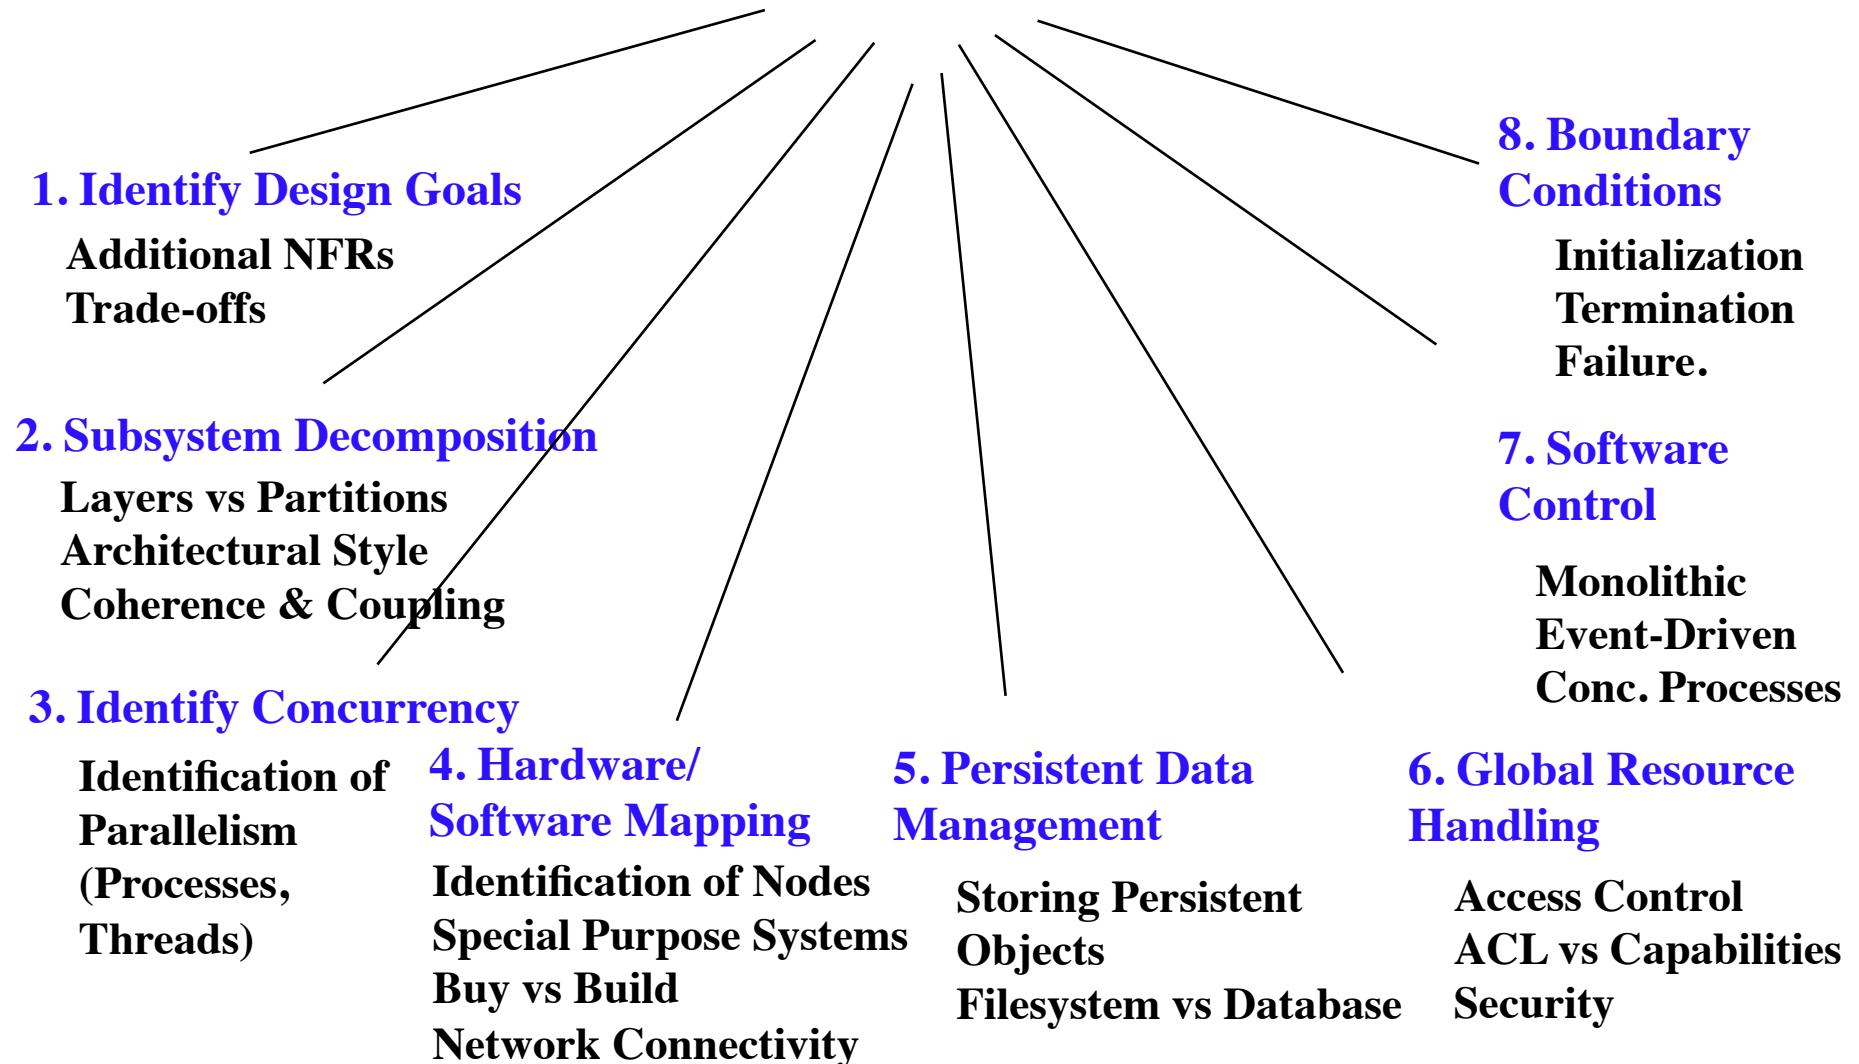 1. Identify Design Goals
Additional NFRs
Trade-offs
2. Subsystem Decomposition
Layers vs Partitions
Architectural Style
Coherence & Coupling
3. Identify Concurrency
Identification of
Parallelism
(Processes,
Threads)
4. Hardware/
Software Mapping
Identification of Nodes
Special Purpose Systems
Buy vs Build
Network Connectivity
5. Persistent Data
Management
Storing Persistent
Objects
Filesystem vs Database
6. Global Resource
Handling
Access Control
ACL vs Capabilities
Security
7. Software
Control
Monolithic
Event-Driven
Conc. Processes
8. Boundary
Conditions
Initialization
Termination
Failure.